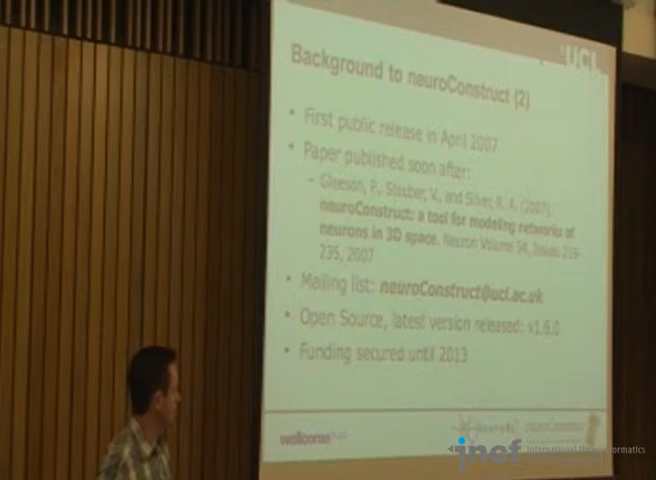 UCL
Background to neuroConstruct (2)
• First public release in April 2007
• Paper published soon after:
– Gleeson, P., Steuber, V., and Silver, R. A. (2007).
neuroConstruct: a tool for modeling networks of
neurons in 3D space. Neuron Volume 54, Issue: 219-
235, 2007
• Mailing list: neuroConstruct@ucl.ac.uk
• Open Source, latest version released: v1.6.0
• Funding secured until 2013
wellcome
incf International Neuroinformatics